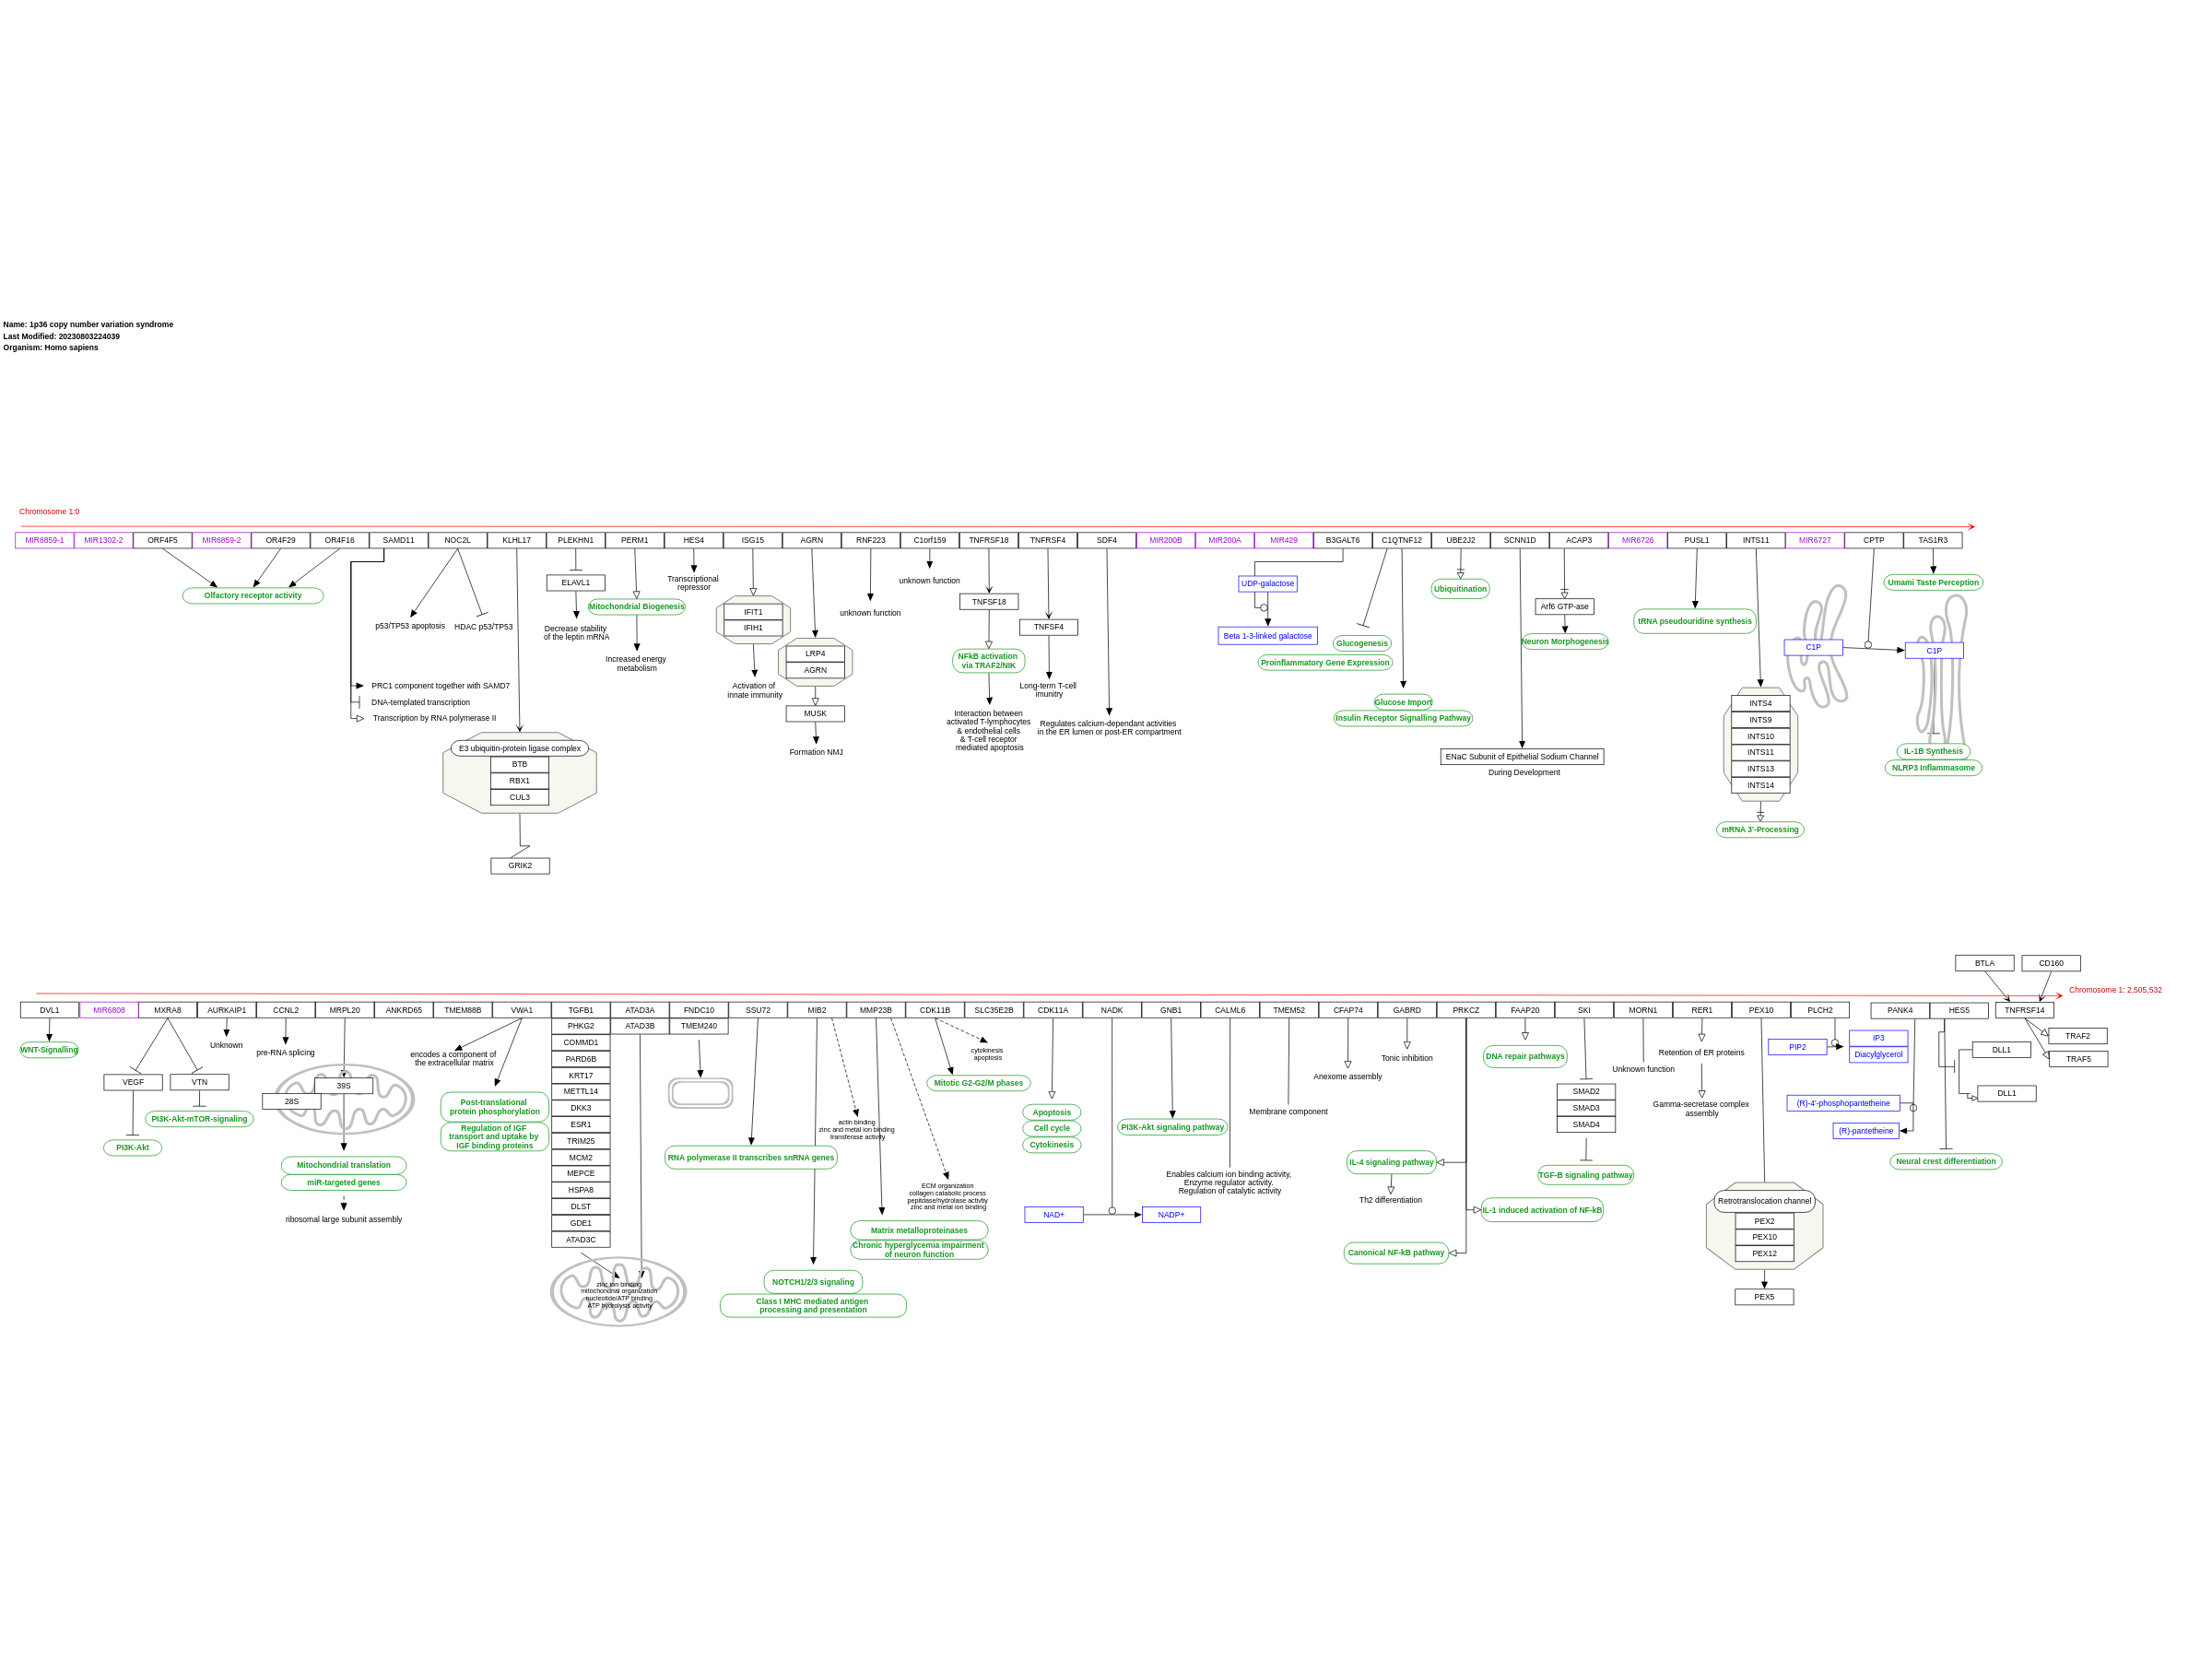 Name: 1p36 copy number variation syndrome
Last Modified: 20230803224039
Organism: Homo sapiens
Chromosome 1:0
MIR6859-1
MIR1302-2
ORF4F5
MIR6859-2
OR4F29
OR4F16
SAMD11
NOC2L
KLHL17
PLEKHN1
PERM1
HES4
ISG15
AGRN
RNF223
C1orf159
TNFRSF18
TNFRSF4
SDF4
MIR200B
MIR200A
MIR429
B3GALT6
C1QTNF12
UBE2J2
SCNN1D
ACAP3
MIR6726
PUSL1
INTS11
MIR6727
CPTP
TAS1R3
Olfactory receptor activity
PRC1 component together with SAMD7
DNA-templated transcription
Transcription by RNA polymerase II
p53/TP53 apoptosis
HDAC p53/TP53
E3 ubiquitin-protein ligase complex
BTB
RBX1
CUL3
GRIK2
ELAVL1
Decrease stability
of the leptin mRNA
Mitochondrial Biogenesis
Increased energy
metabolism
Transcriptional
repressor
IFIT1
IFIH1
Activation of
innate immunity
LRP4
AGRN
MUSK
Formation NMJ
unknown function
unknown function
TNFSF18
NFkB activation
via TRAF2/NIK
Interaction between
activated T-lymphocytes
& endothelial cells
& T-cell receptor
mediated apoptosis
TNFSF4
Long-term T-cell
imunitry
Regulates calcium-dependant activities
in the ER lumen or post-ER compartment
UDP-galactose
Beta 1-3-linked galactose
Glucogenesis
Proinflammatory Gene Expression
Glucose Import
Insulin Receptor Signalling Pathway
Ubiquitination
ENaC Subunit of Epithelial Sodium Channel
During Development
Arf6 GTP-ase
Neuron Morphogenesis
tRNA pseudouridine synthesis
INTS4
INTS9
INTS10
INTS11
INTS13
INTS14
mRNA 3'-Processing
C1P
C1P
IL-1B Synthesis
NLRP3 Inflammasome
Umami Taste Perception
BTLA
CD160
Chromosome 1: 2,505,532
DVL1
MIR6808
MXRA8
AURKAIP1
CCNL2
MRPL20
ANKRD65
TMEM88B
VWA1
TGFB1
ATAD3A
FNDC10
SSU72
MIB2
MMP23B
CDK11B
SLC35E2B
CDK11A
NADK
GNB1
CALML6
TMEM52
CFAP74
GABRD
PRKCZ
FAAP20
SKI
MORN1
RER1
PEX10
PLCH2
PANK4
HES5
TNFRSF14
WNT-Signalling
VEGF
VTN
PI3K-Akt-mTOR-signaling
PI3K-Akt
Unknown
pre-RNA splicing
39S
28S
Mitochondrial translation
miR-targeted genes
ribosomal large subunit assembly
encodes a component of
the extracellular matrix
Post-translational
protein phosphorylation
Regulation of IGF
transport and uptake by
IGF binding proteins
PHKG2
COMMD1
PARD6B
KRT17
METTL14
DKK3
ESR1
TRIM25
MCM2
MEPCE
HSPA8
DLST
GDE1
ATAD3C
ATAD3B
TMEM240
zinc ion binding
mitochondrial organization
nucleotide/ATP binding
ATP hydrolysis activity
RNA polymerase II transcribes snRNA genes
NOTCH1/2/3 signaling
Class I MHC mediated antigen
processing and presentation
actin binding
zinc and metal ion binding
transferase activity
Matrix metalloproteinases
Chronic hyperglycemia impairment
of neuron function
ECM organization
collagen catabolic process
pepitdase/hydrolase activity
zinc and metal ion binding
cytokinesis
apoptosis
Mitotic G2-G2/M phases
Apoptosis
Cell cycle
Cytokinesis
NAD+
NADP+
PI3K-Akt signaling pathway
Enables calcium ion binding activity,
Enzyme regulator activity.
Regulation of catalytic activity
Membrane component
Anexome assembly
Tonic inhibition
IL-4 signaling pathway
Th2 differentiation
IL-1 induced activation of NF-kB
Canonical NF-kB pathway
DNA repair pathways
SMAD2
SMAD3
SMAD4
TGF-B signaling pathway
Unknown function
Retention of ER proteins
Gamma-secretase complex
assembly
Retrotranslocation channel
PEX2
PEX10
PEX12
PEX5
PIP2
IP3
Diacylglycerol
(R)-4'-phosphopantetheine
(R)-pantetheine
DLL1
DLL1
Neural crest differentiation
TRAF2
TRAF5